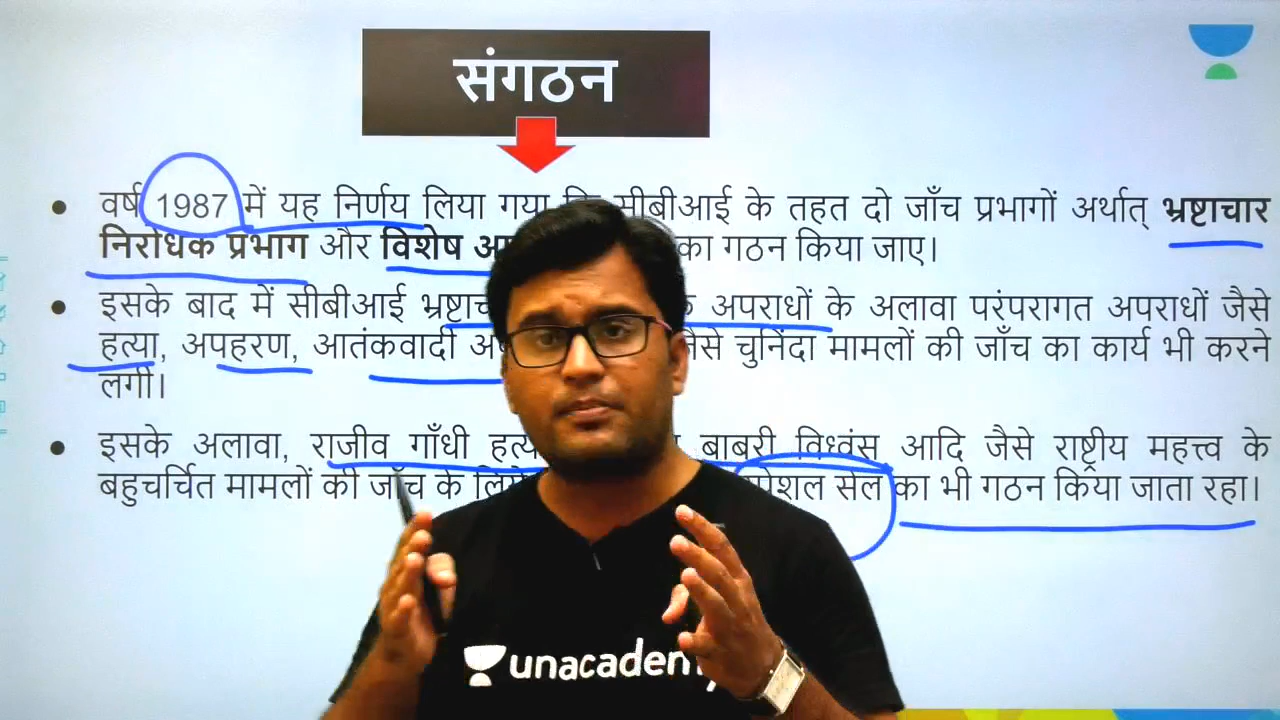 संगठन
वर्ष 1987 में यह निर्णय लिया गया कि सीबीआई के तहत दो जाँच प्रभागों अर्थात् भ्रष्टाचार
निरोधक प्रभाग और विशेष का गठन किया जाए।
इसके बाद में सीबीआई अपराधों के अलावा परंपरागत अपराधों जैसे
हत्या, अपहरण, आतंकवादी जैसे चुनिंदा मामलों की जाँच का कार्य भी करने
लगी।
इसके अलावा, राजीव गाँधी बाबरी विध्वंस आदि जैसे राष्ट्रीय महत्त्व के
बहुचर्चित मामलों की जाँच के लिये स्पेशल सेल का भी गठन किया जाता रहा।
unacademy